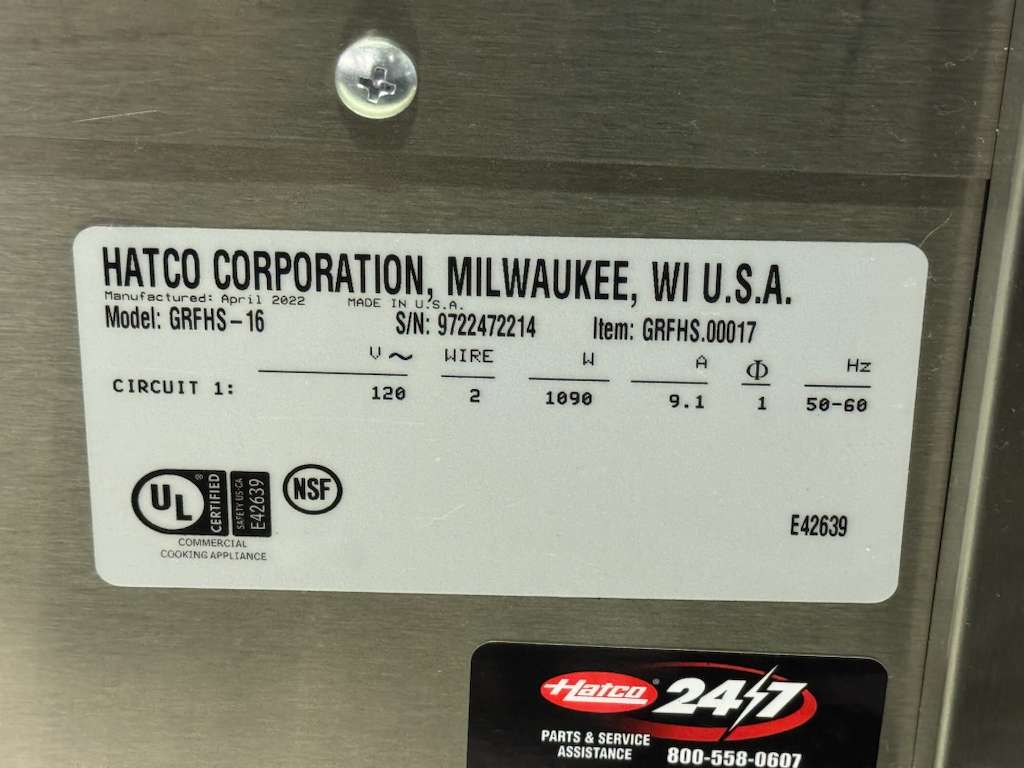 HATCO CORPORATION, MILWAUKEE, WI U.S.A.
Manufactured: April 2022 MADE IN U.S.A.
Model: GRFHS-16 S/N: 9722472214 Item: GRFHS.00017
V ~ WIRE W A Φ Hz
CIRCUIT 1: 120 2 1090 9.1 1 50-60
UL® CERTIFIED SAFETY US-CA E42639 NSF
COMMERCIAL
COOKING APPLIANCE
E42639
Hatco® 24/7
PARTS & SERVICE
ASSISTANCE 800-558-0607